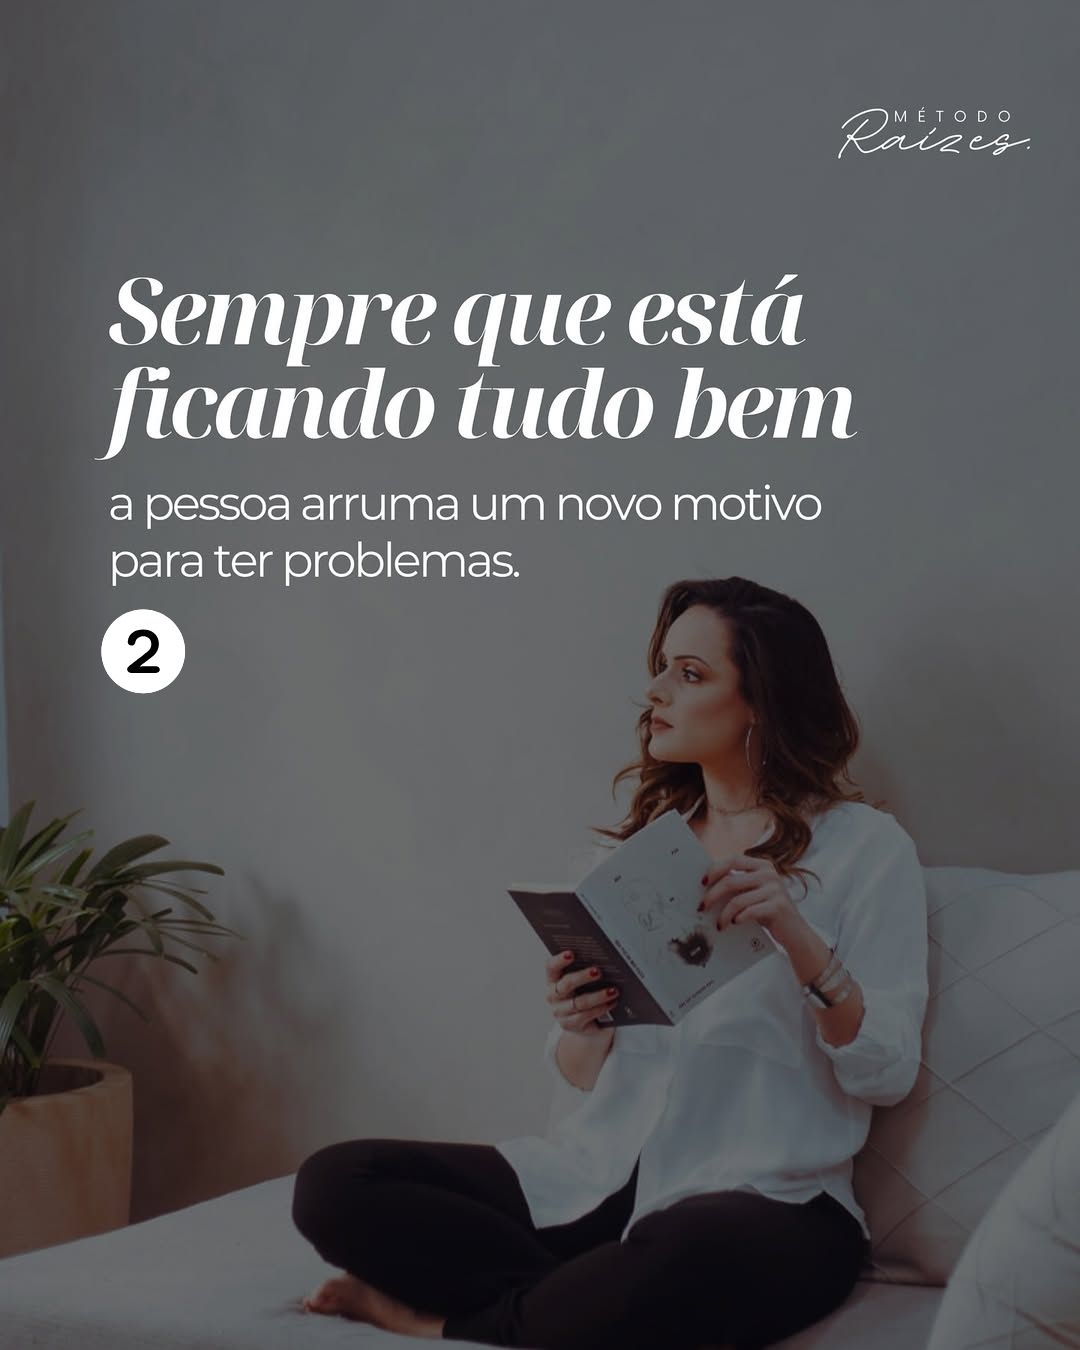 MÉTODO
Raízes.
Sempre que está
ficando tudo bem
a pessoa arruma um novo motivo
para ter problemas.
2